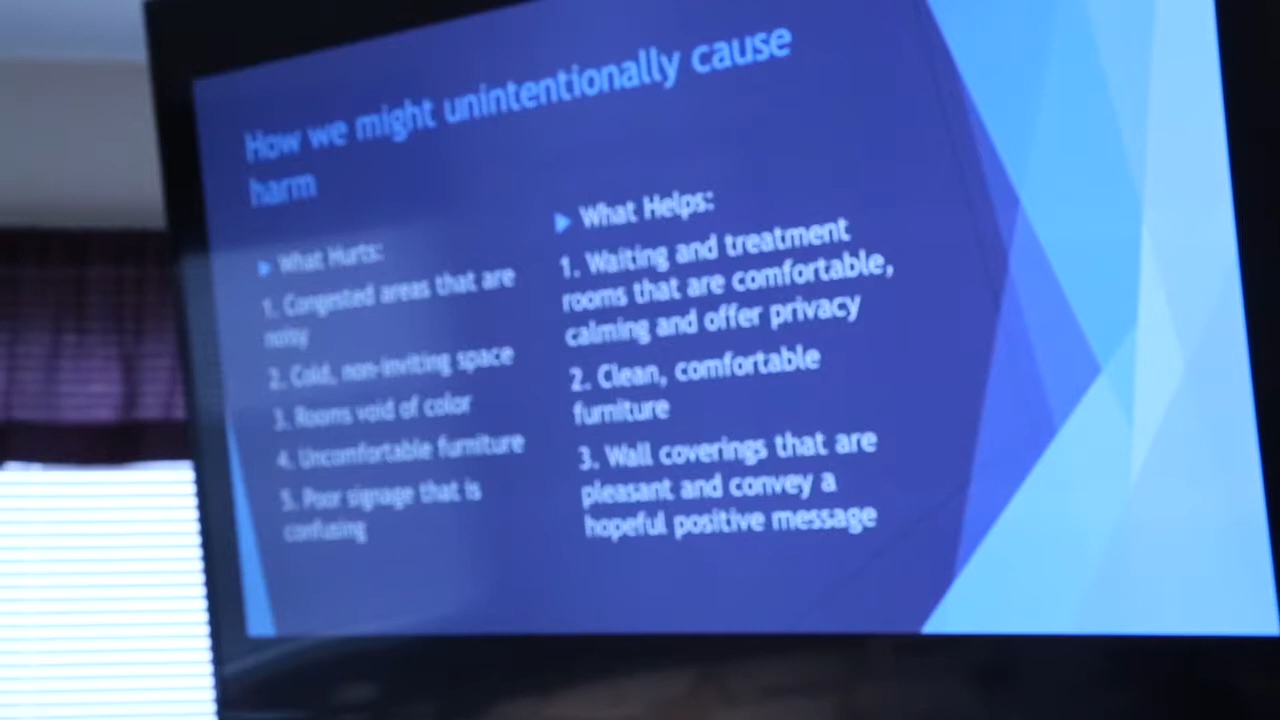 How we might unintentionally cause
harm
What Hurts:
1. Congested areas that are
noisy
2. Cold, non-inviting space
3. Rooms void of color
4. Uncomfortable furniture
5. Poor signage that is
confusing
What Helps:
1. Waiting and treatment
rooms that are comfortable,
calming and offer privacy
2. Clean, comfortable
furniture
3. Wall coverings that are
pleasant and convey a
hopeful positive message